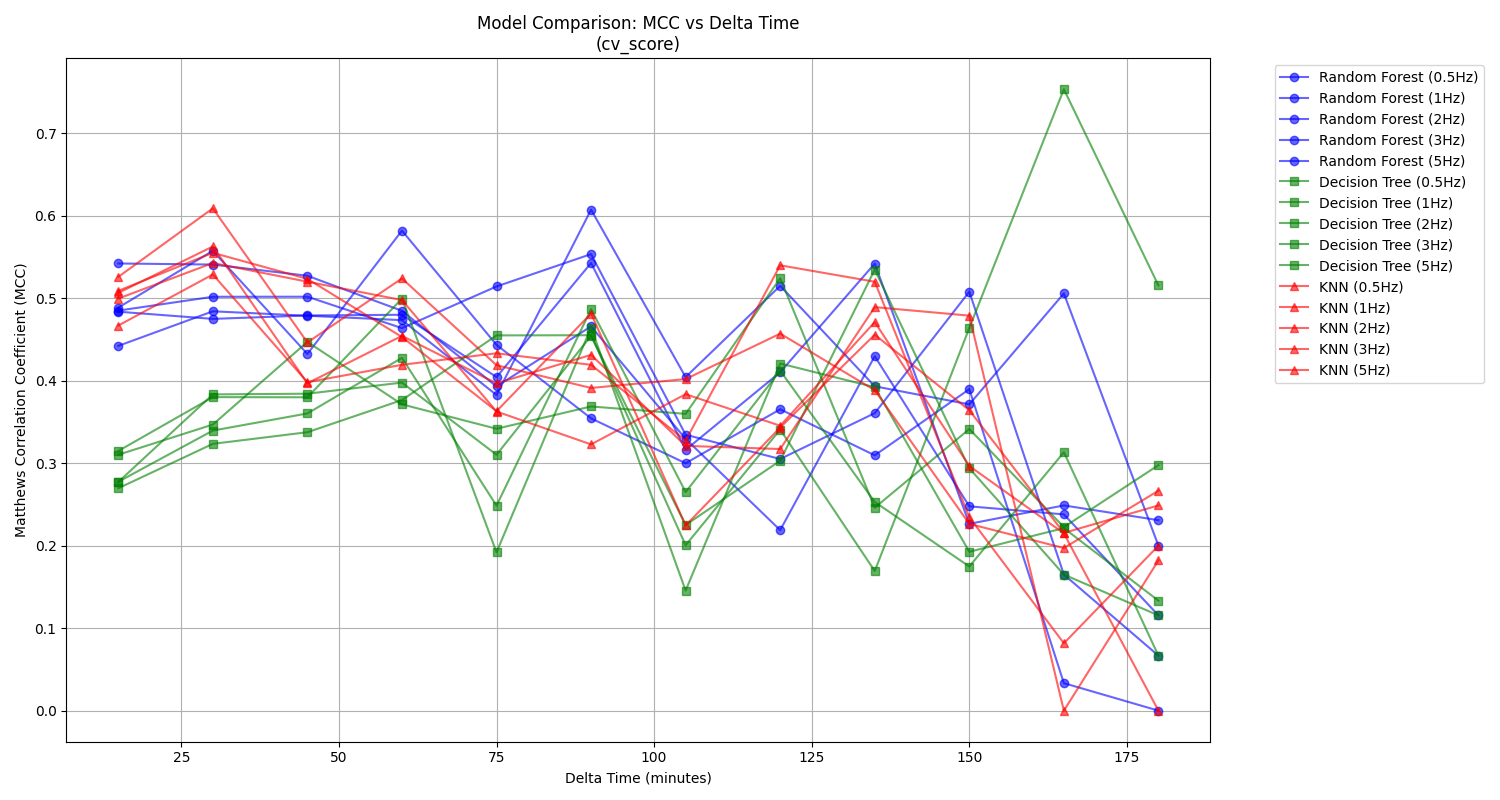 Model Comparison: MCC vs Delta Time
(cv_score)
Matthews Correlation Coefficient (MCC)
0.7
0.6
0.5
0.4
0.3
0.2
0.1
0.0
25
50
75
100
125
150
175
Delta Time (minutes)
Random Forest (0.5Hz)
Random Forest (1Hz)
Random Forest (2Hz)
Random Forest (3Hz)
Random Forest (5Hz)
Decision Tree (0.5Hz)
Decision Tree (1Hz)
Decision Tree (2Hz)
Decision Tree (3Hz)
Decision Tree (5Hz)
KNN (0.5Hz)
KNN (1Hz)
KNN (2Hz)
KNN (3Hz)
KNN (5Hz)